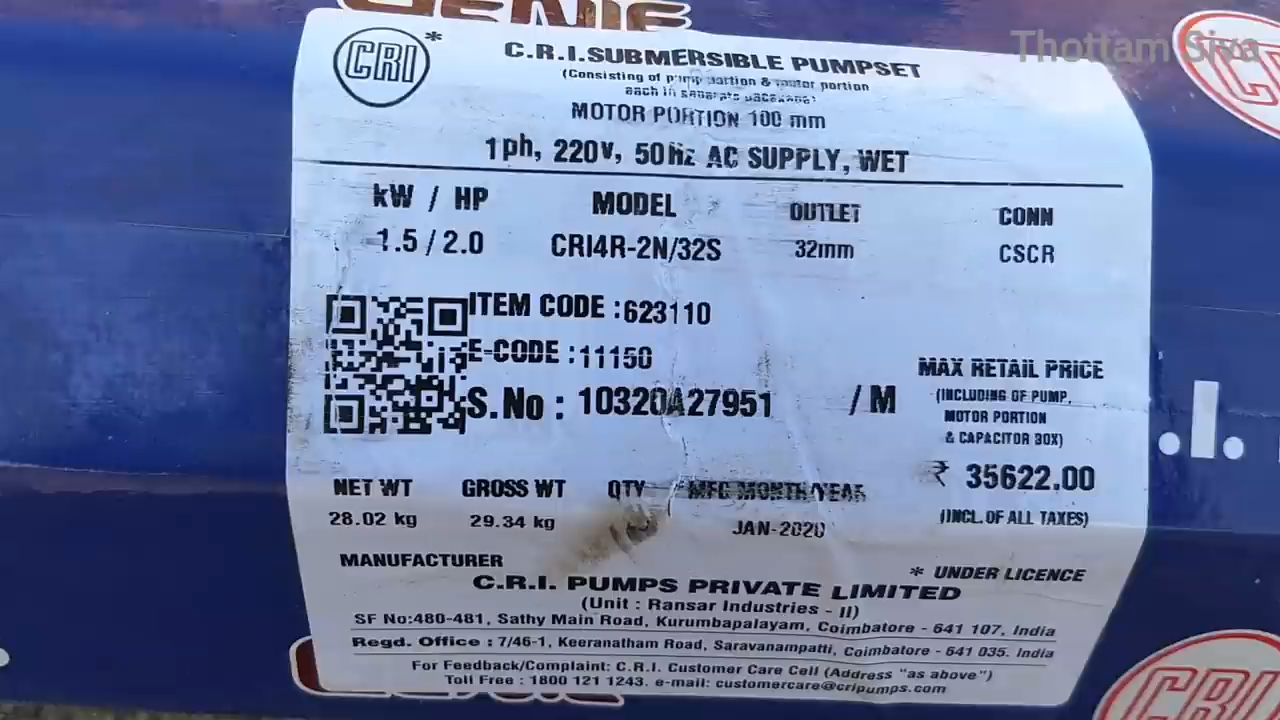 GENIE
Thottam Siva
CRI *
C.R.I.SUBMERSIBLE PUMPSET
(Consisting of pump portion & motor portion
each in separate packages)
MOTOR PORTION 100 mm
1 ph, 220V, 50Hz AC SUPPLY, WET
kW / HP MODEL OUTLET CONN
1.5 / 2.0 CRI4R-2N/32S 32mm CSCR
ITEM CODE : 623110
E-CODE : 11150
S.No : 10320A27951 / M
MAX RETAIL PRICE
(INCLUDING OF PUMP,
MOTOR PORTION
& CAPACITOR BOX)
₹ 35622.00
(INCL. OF ALL TAXES)
NET WT GROSS WT QTY MFG MONTH/YEAR
28.02 kg 29.34 kg JAN-2020
MANUFACTURER
* UNDER LICENCE
C.R.I. PUMPS PRIVATE LIMITED
(Unit : Ransar Industries - II)
SF No:480-481, Sathy Main Road, Kurumbapalayam, Coimbatore - 641 107, India
Regd. Office : 7/46-1, Keeranatham Road, Saravanampatti, Coimbatore - 641 035. India
For Feedback/Complaint: C.R.I. Customer Care Cell (Address "as above")
Toll Free : 1800 121 1243. e-mail: customercare@cripumps.com
CRI